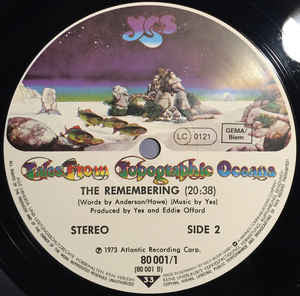 YES
LC 0121
GEMA/
Biem
Tales From Topographic Oceans
THE REMEMBERING (20:38)
(Words by Anderson/Howe) (Music by Yes)
Produced by Yes and Eddie Offord
STEREO
SIDE 2
℗ 1973 Atlantic Recording Corp.
80 001/1
(80 001 B)
33